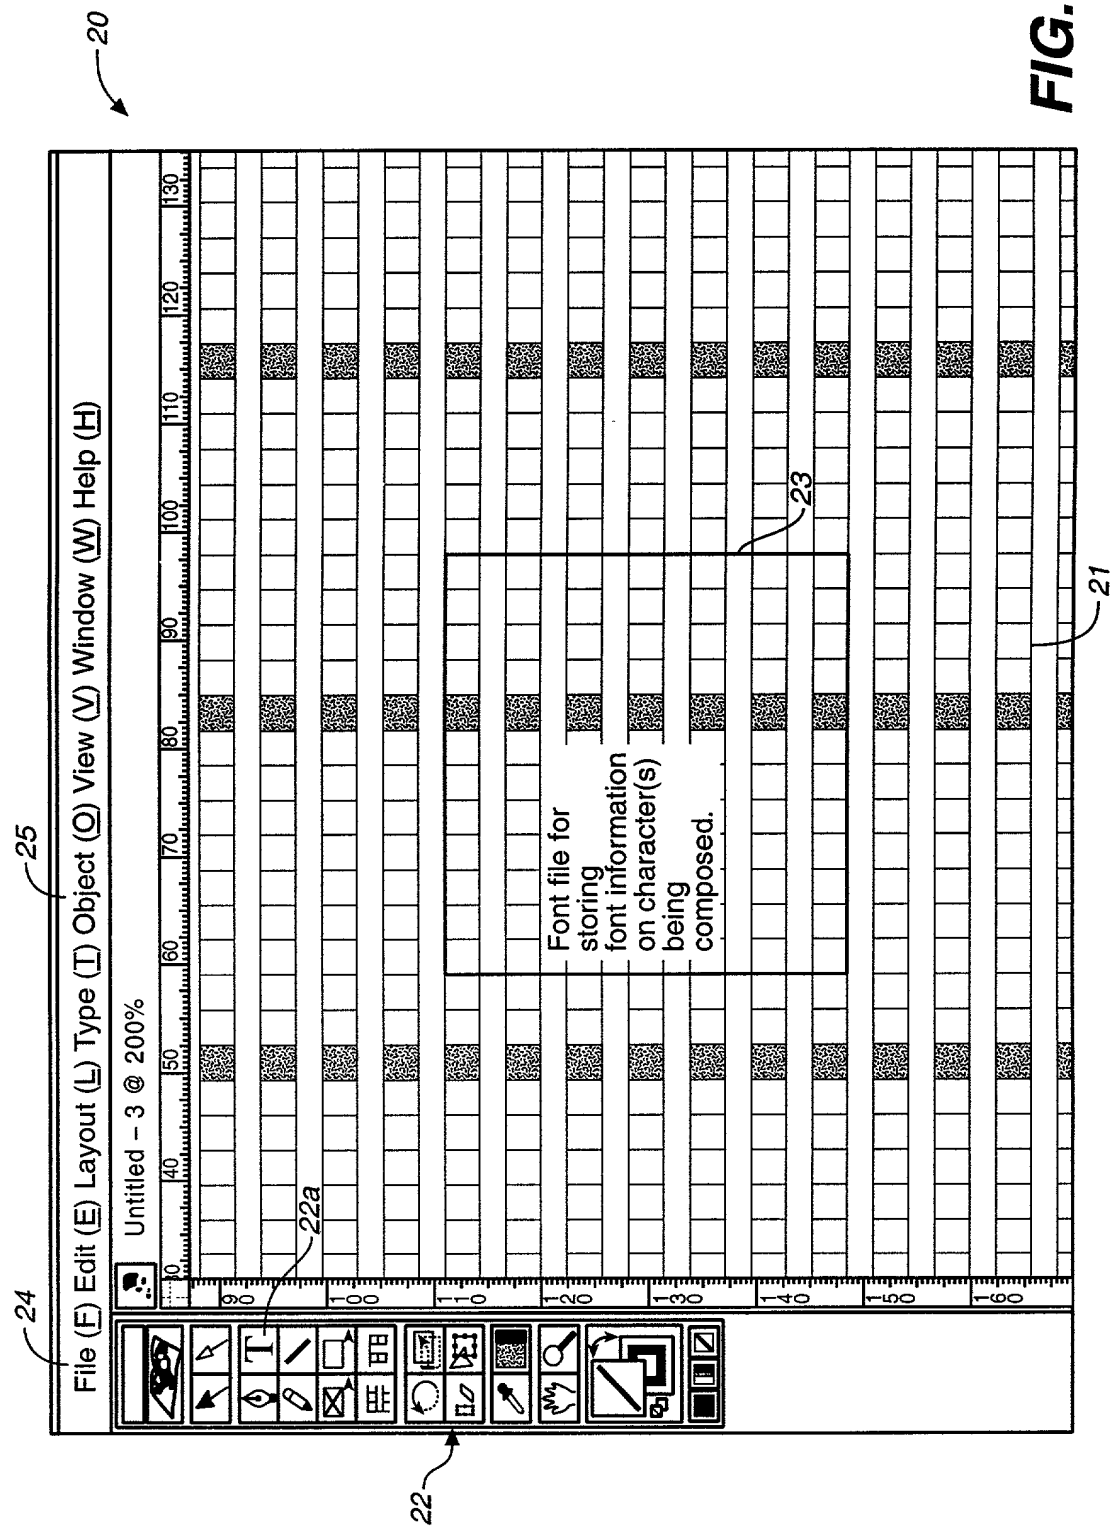 20
25
24
File (F) Edit (E) Layout (L) Type (T) Object (O) View (V) Window (W) Help (H)
Untitled – 3 @ 200%
30 40 50 60 70 80 90 100 110 120 130
22
T
22a
90
100
110
120
130
140
150
160
Font file for
storing
font information
on character(s)
being
composed.
23
21
FIG.